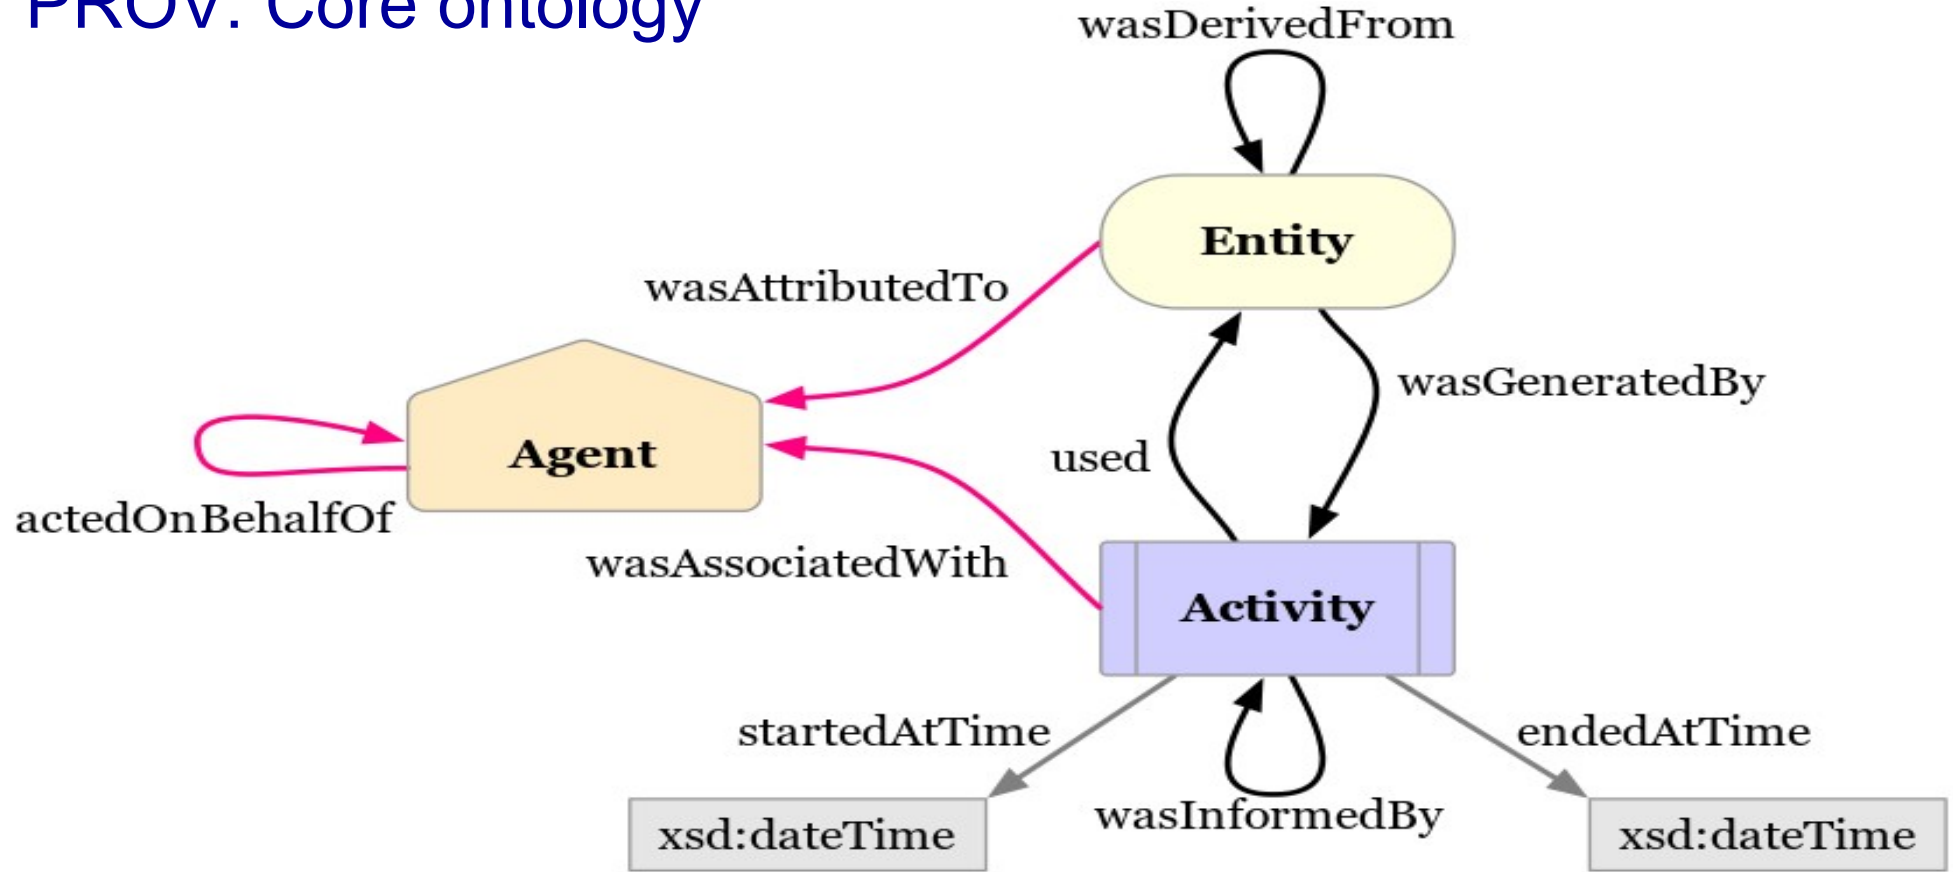 PROV: Core ontology
wasDerivedFrom
Entity
wasAttributedTo
wasGeneratedBy
used
Agent
actedOnBehalfOf
wasAssociatedWith
Activity
startedAtTime
endedAtTime
wasInformedBy
xsd:dateTime
xsd:dateTime